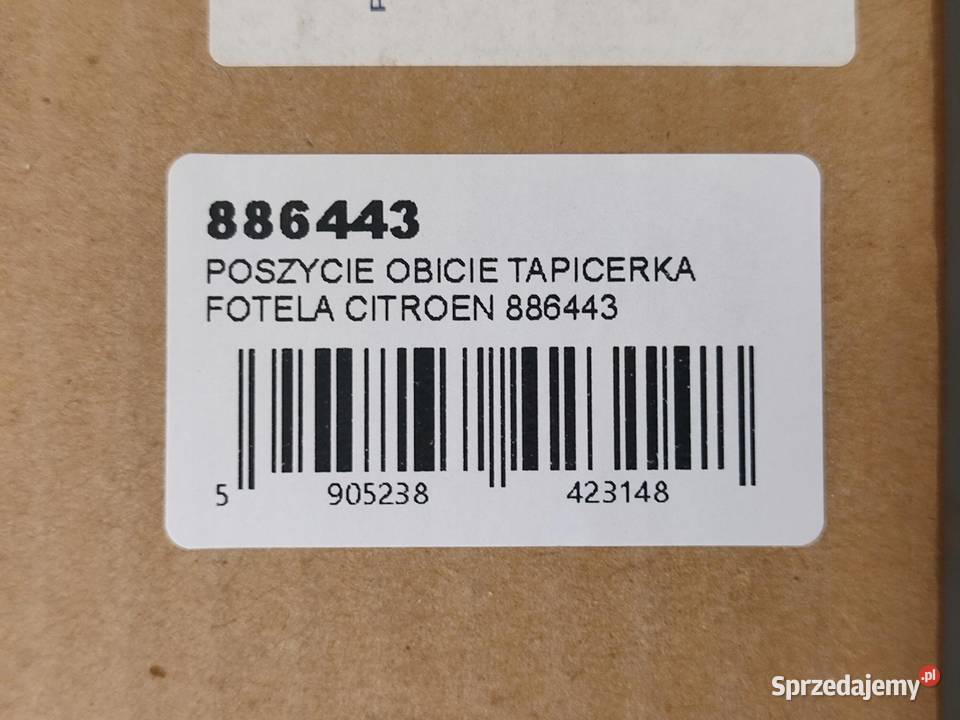 P
886443
POSZYCIE OBICIE TAPICERKA
FOTELA CITROEN 886443
5 905238 423148
Sprzedajemy.pl